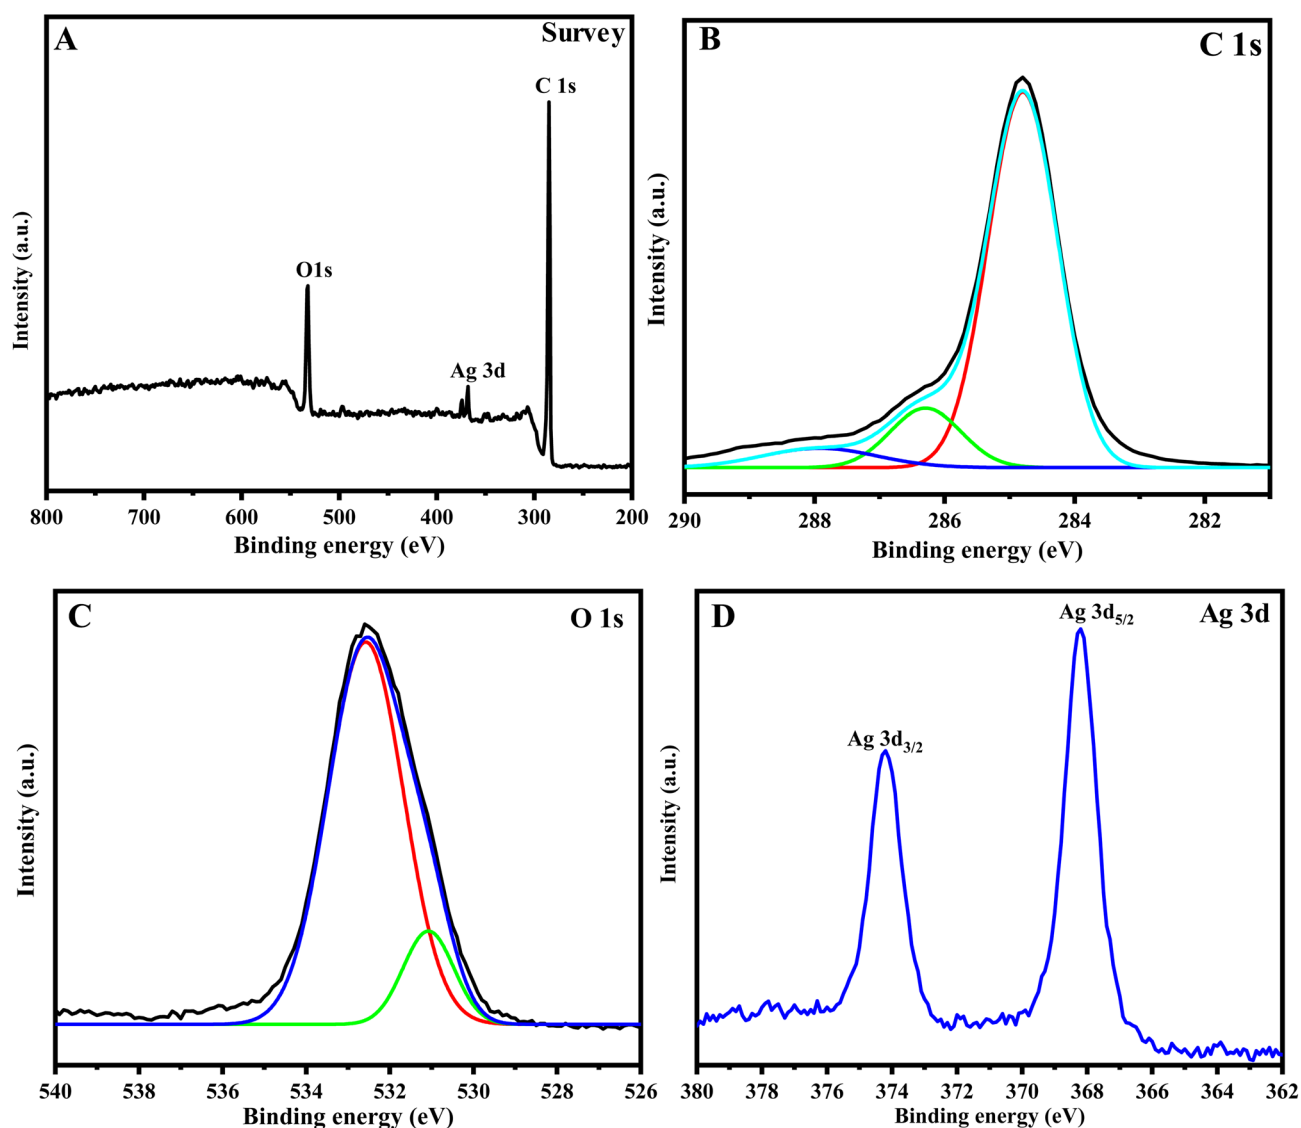 A
Survey
C 1s
O1s
Ag 3d
Intensity (a.u.)
800 700 600 500 400 300 200
Binding energy (eV)
B
C 1s
Intensity (a.u.)
290 288 286 284 282
Binding energy (eV)
C
O 1s
Intensity (a.u.)
540 538 536 534 532 530 528 526
Binding energy (eV)
D
Ag 3d5/2
Ag 3d
Ag 3d3/2
Intensity (a.u.)
380 378 376 374 372 370 368 366 364 362
Binding energy (eV)